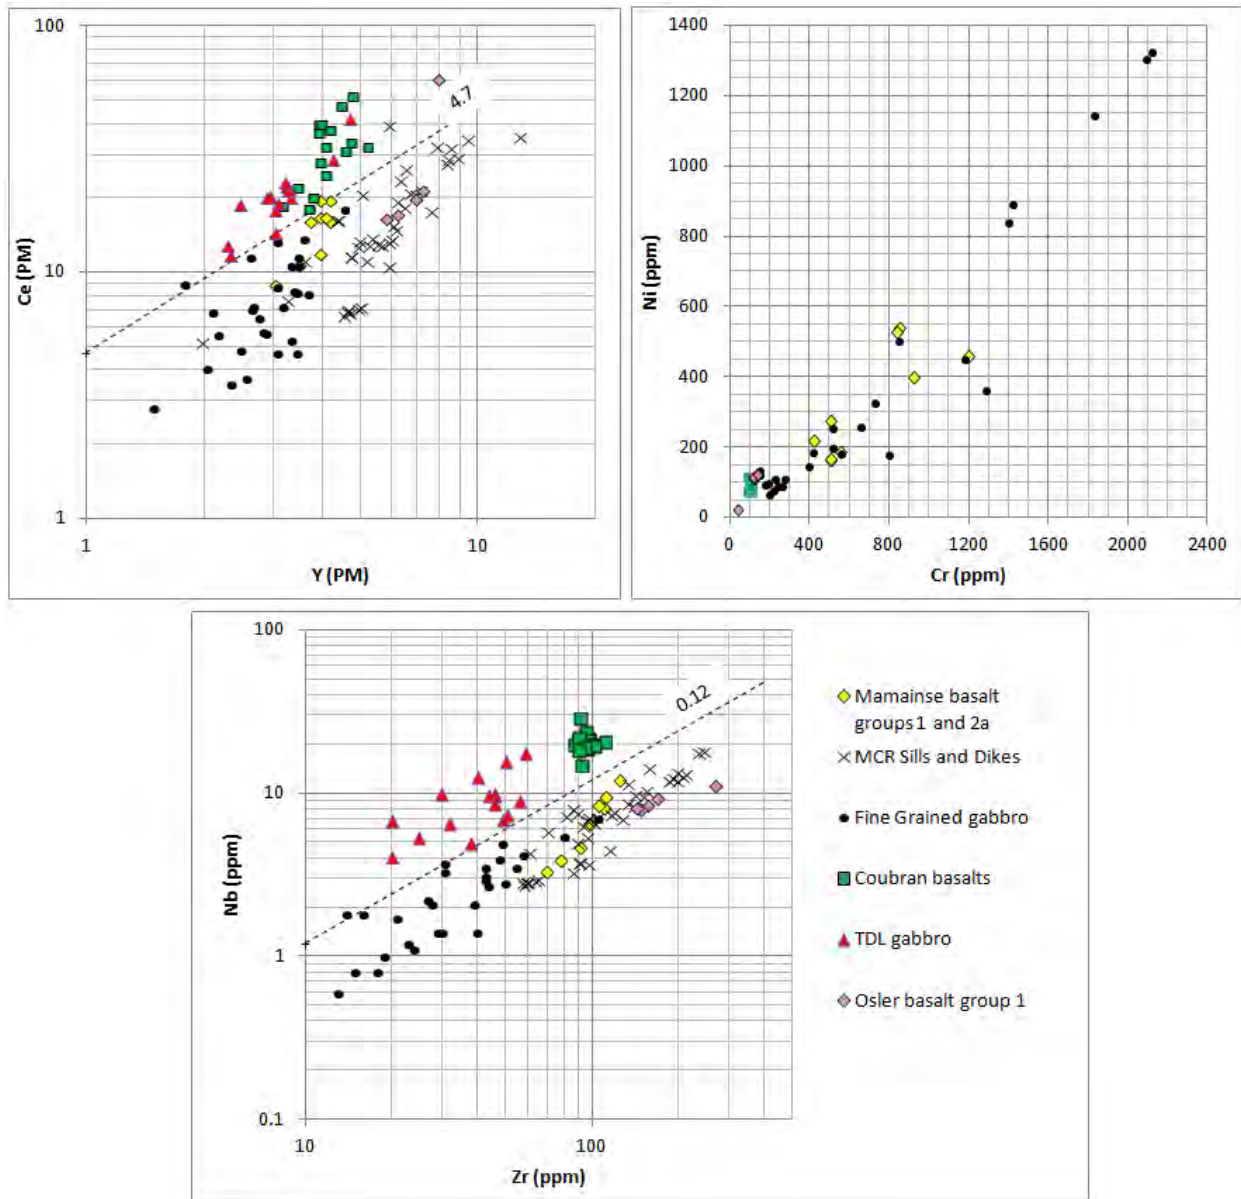 100
10
1
1
10
Ce (PM)
Y (PM)
4.7
1400
1200
1000
800
600
400
200
0
0
400
800
1200
1600
2000
2400
Ni (ppm)
Cr (ppm)
100
10
1
0.1
10
100
Nb (ppm)
Zr (ppm)
0.12
Mamainse basalt
groups1 and 2a
MCR Sills and Dikes
Fine Grained gabbro
Coubran basalts
TDL gabbro
Osler basalt group 1